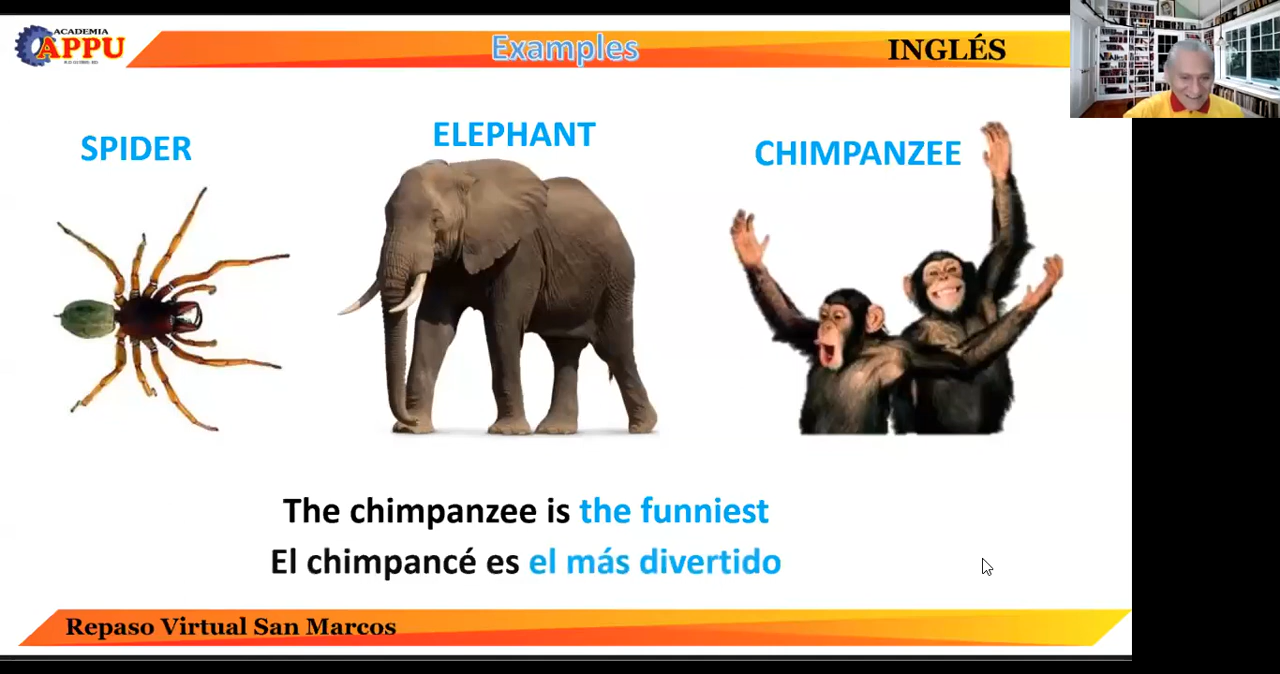 ACADEMIA
APPU
Examples
INGLÉS
SPIDER
ELEPHANT
CHIMPANZEE
The chimpanzee is the funniest
El chimpancé es el más divertido
Repaso Virtual San Marcos